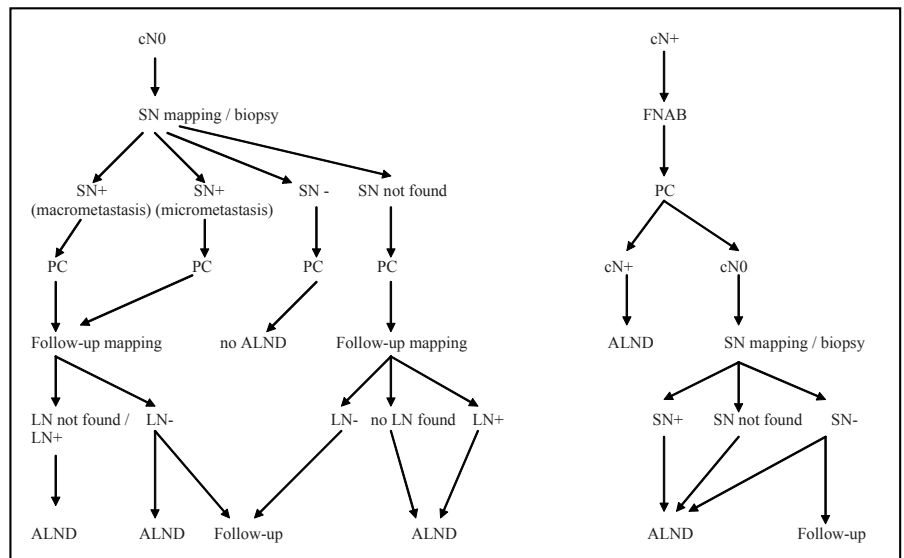 cN0
cN+
SN mapping / biopsy
FNAB
SN+
(macrometastasis)
SN+
(micrometastasis)
SN -
SN not found
PC
PC
PC
PC
PC
cN+
cN0
Follow-up mapping
no ALND
Follow-up mapping
ALND
SN mapping / biopsy
LN not found /
LN+
LN-
LN-
no LN found
LN+
SN+
SN not found
SN-
ALND
ALND
Follow-up
ALND
ALND
Follow-up